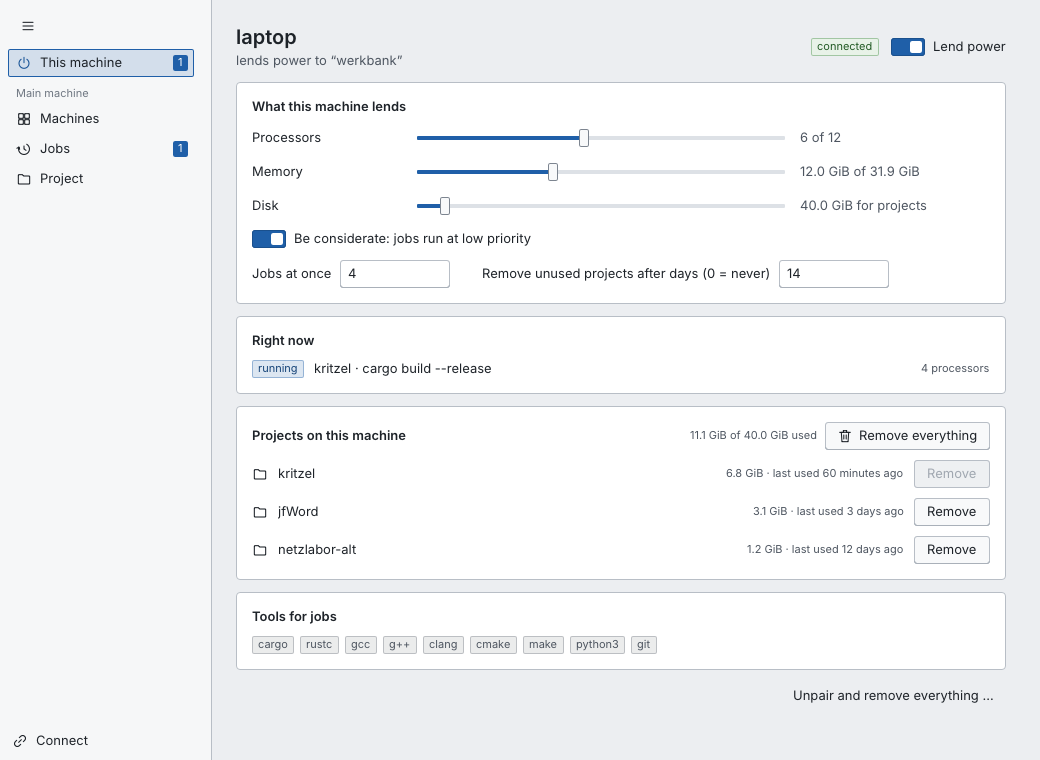 This machine 1
Main machine
Machines
Jobs 1
Project
Connect
laptop
lends power to “werkbank”
connected Lend power
What this machine lends
Processors 6 of 12
Memory 12.0 GiB of 31.9 GiB
Disk 40.0 GiB for projects
Be considerate: jobs run at low priority
Jobs at once 4 Remove unused projects after days (0 = never) 14
Right now
running kritzel · cargo build --release 4 processors
Projects on this machine 11.1 GiB of 40.0 GiB used Remove everything
kritzel 6.8 GiB · last used 60 minutes ago Remove
jfWord 3.1 GiB · last used 3 days ago Remove
netzlabor-alt 1.2 GiB · last used 12 days ago Remove
Tools for jobs
cargo rustc gcc g++ clang cmake make python3 git
Unpair and remove everything ...